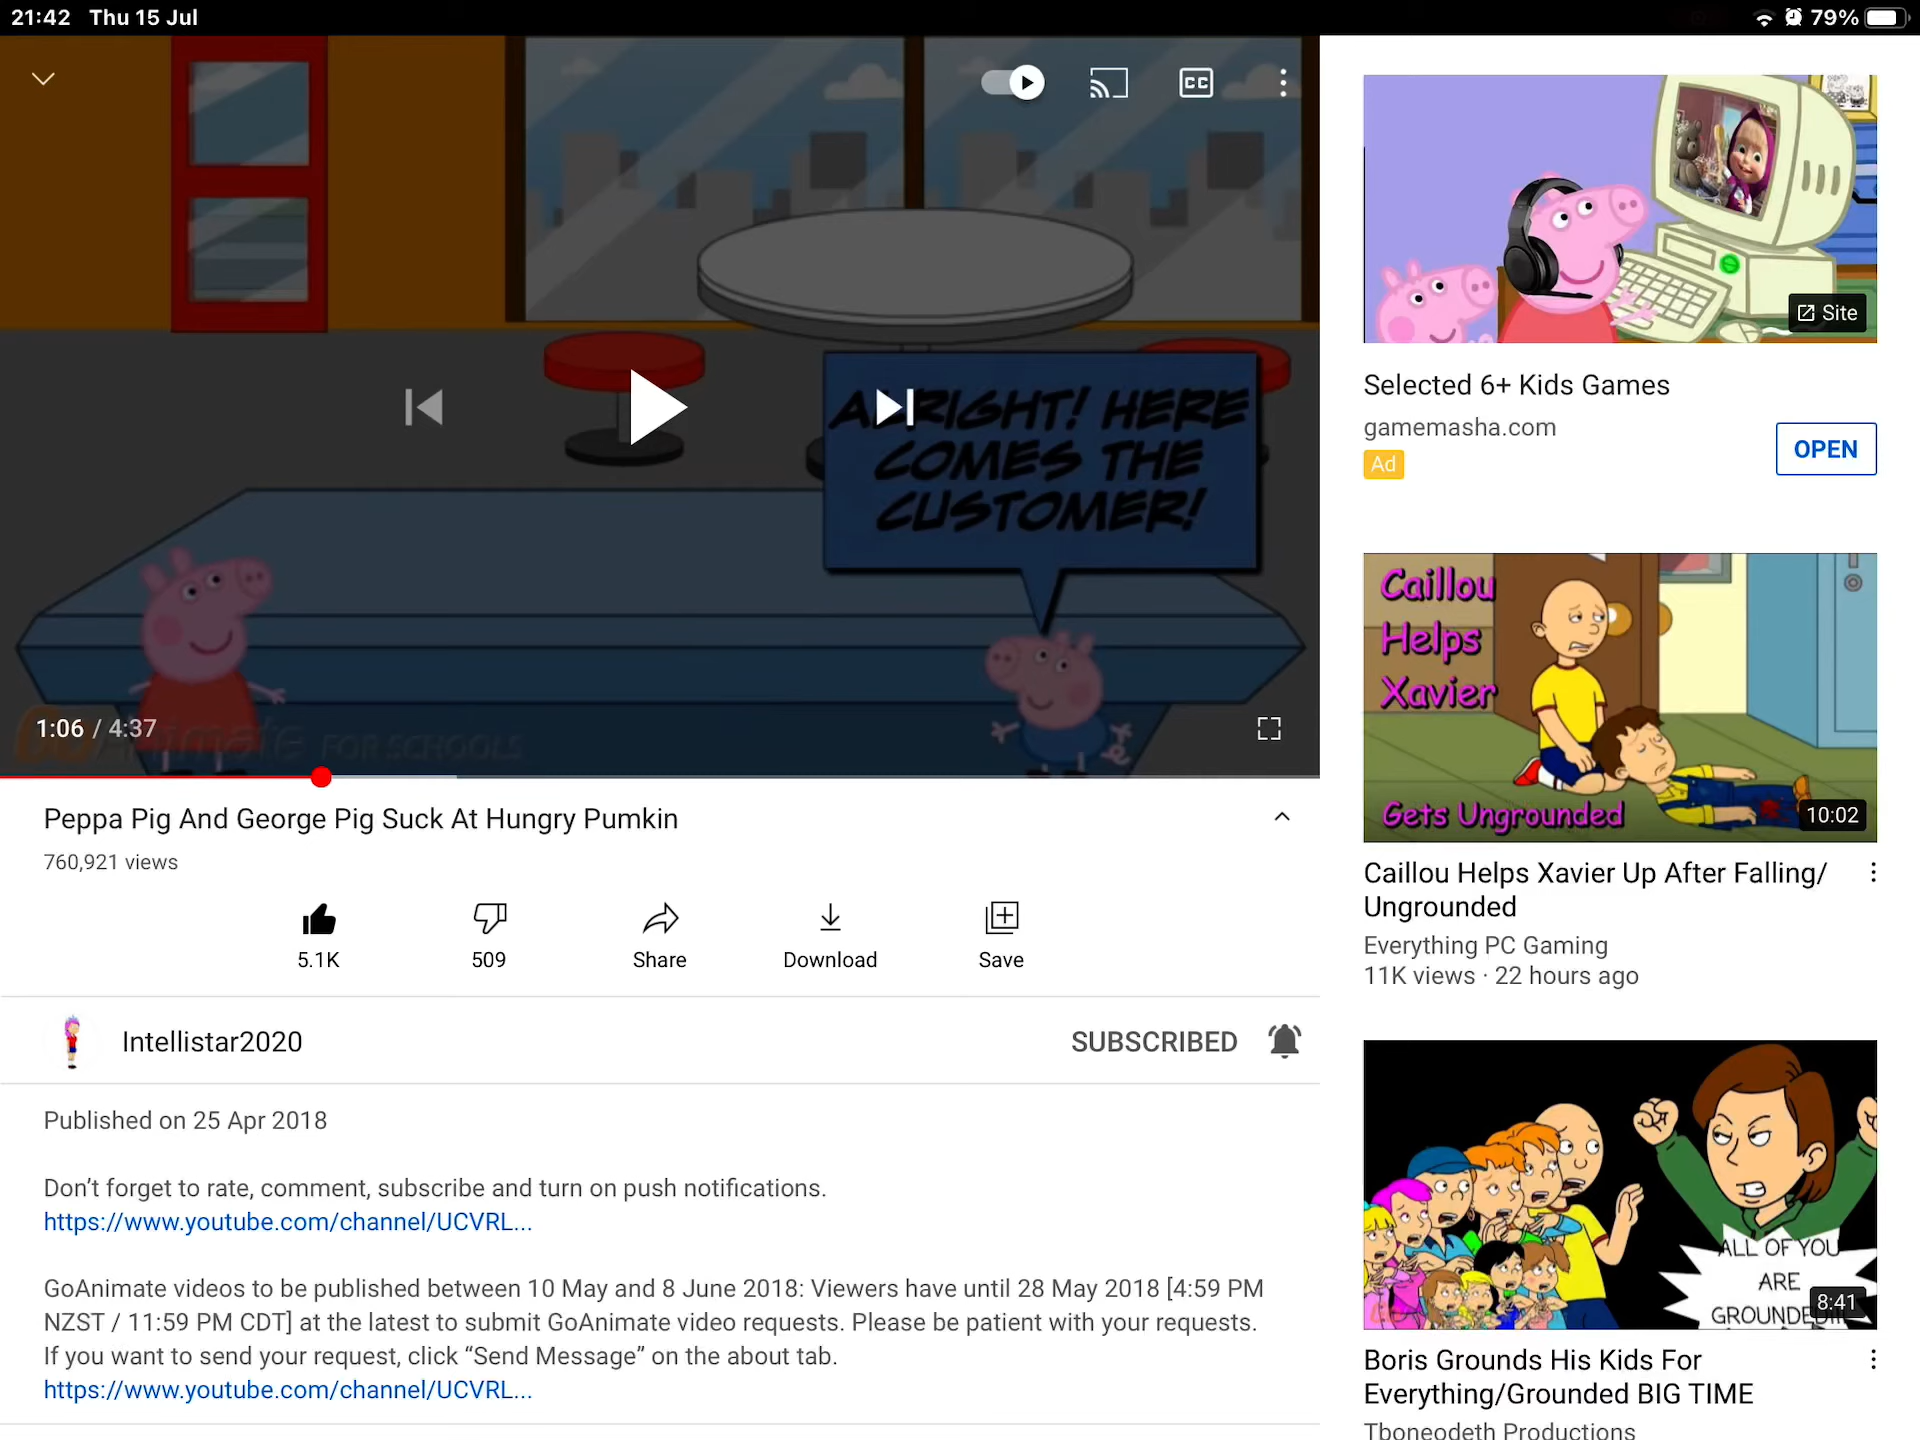 21:42 Thu 15 Jul
79%
CC
ALRIGHT! HERE
COMES THE
CUSTOMER!
1:06 / 4:37
GoAnimate FOR SCHOOLS
Peppa Pig And George Pig Suck At Hungry Pumkin
760,921 views
5.1K
509
Share
Download
Save
Intellistar2020
SUBSCRIBED
Published on 25 Apr 2018
Don’t forget to rate, comment, subscribe and turn on push notifications.
https://www.youtube.com/channel/UCVRL...
GoAnimate videos to be published between 10 May and 8 June 2018: Viewers have until 28 May 2018 [4:59 PM
NZST / 11:59 PM CDT] at the latest to submit GoAnimate video requests. Please be patient with your requests.
If you want to send your request, click “Send Message” on the about tab.
https://www.youtube.com/channel/UCVRL...
Site
Selected 6+ Kids Games
gamemasha.com
Ad
OPEN
Caillou
Helps
Xavier
Gets Ungrounded
10:02
Caillou Helps Xavier Up After Falling/
Ungrounded
Everything PC Gaming
11K views · 22 hours ago
ALL OF YOU
ARE
GROUNDED!!!
8:41
Boris Grounds His Kids For
Everything/Grounded BIG TIME
Tboneodeth Productions